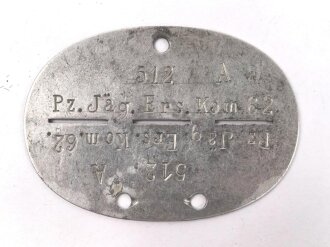 512 A
Pz. Jäg. Ers. Kom. 62.
Pz. Jäg. Ers. Kom. 62.
512 A